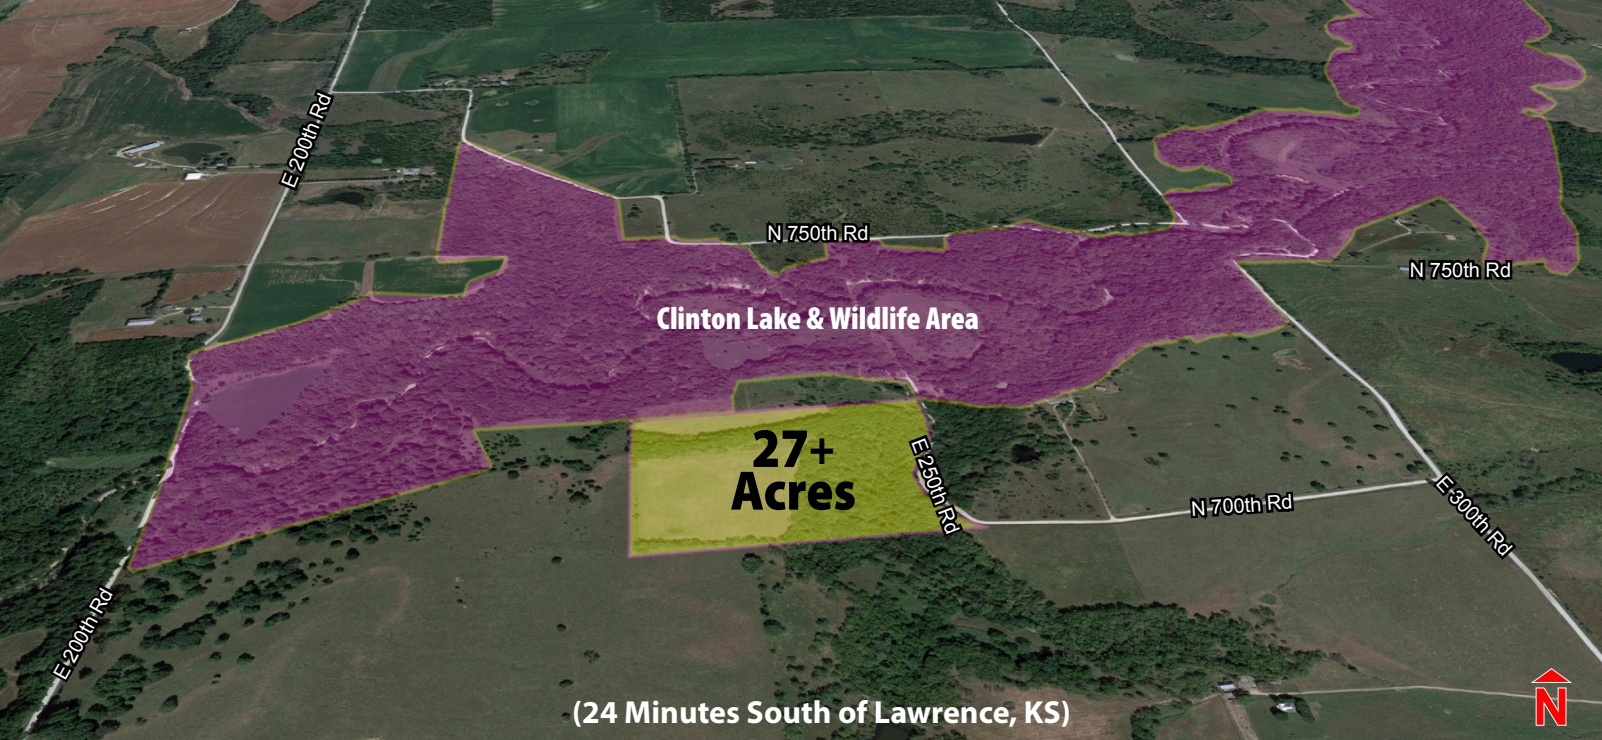 E 200th Rd
N 750th Rd
N 750th Rd
Clinton Lake & Wildlife Area
27+
Acres
E 250th Rd
N 700th Rd
E 300th Rd
E 200th Rd
(24 Minutes South of Lawrence, KS)
N